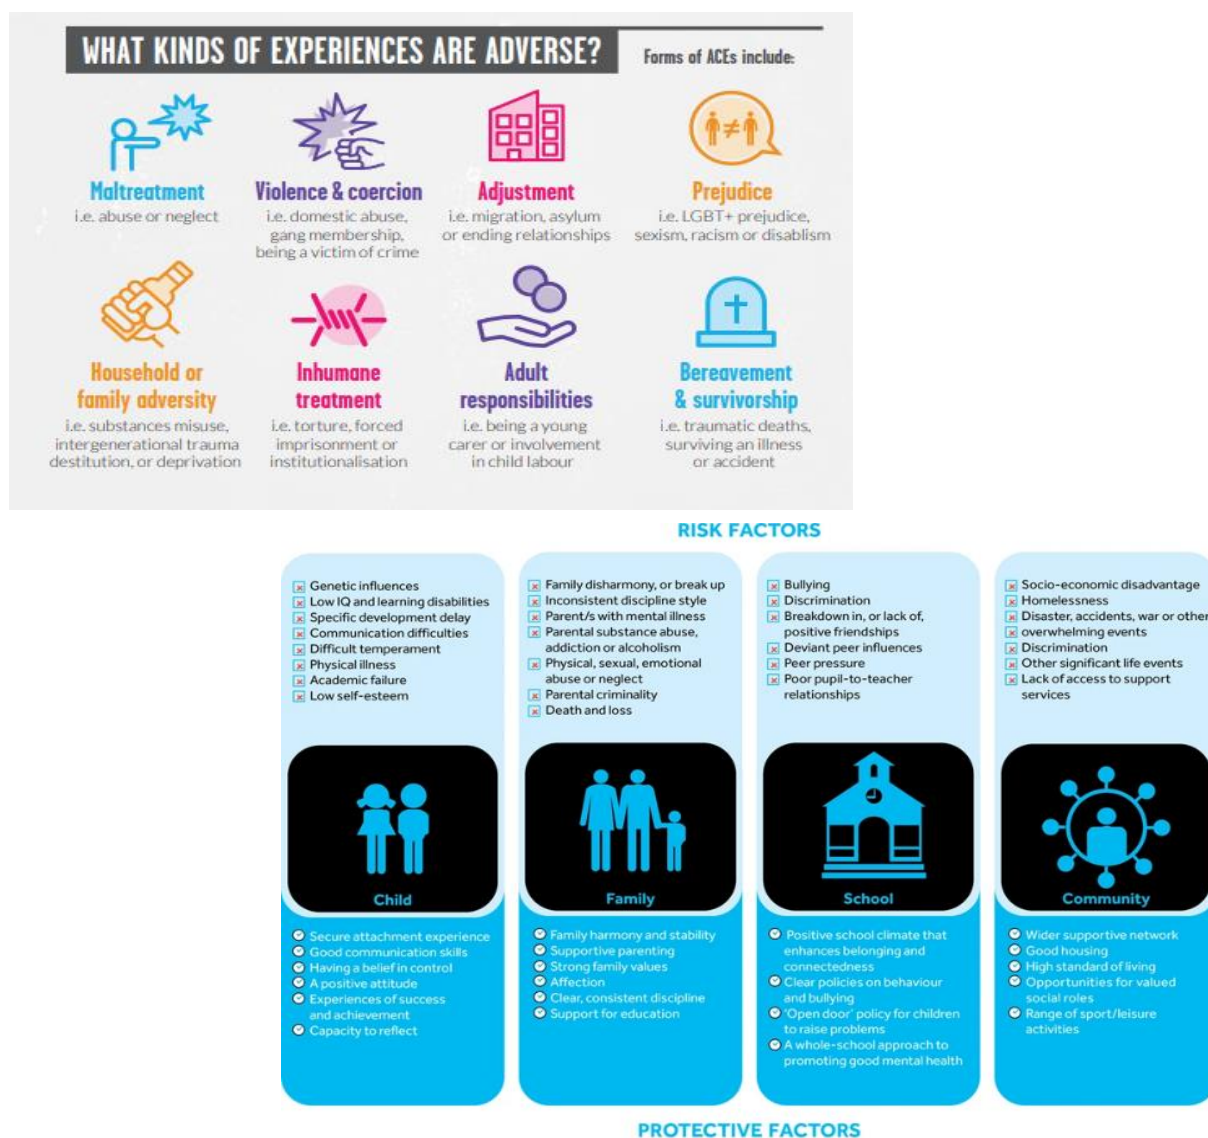 WHAT KINDS OF EXPERIENCES ARE ADVERSE?
Forms of ACEs include:
Maltreatment
i.e. abuse or neglect
Violence & coercion
i.e. domestic abuse,
gang membership,
being a victim of crime
Adjustment
i.e. migration, asylum
or ending relationships
Prejudice
i.e. LGBT+ prejudice,
sexism, racism or disablism
≠
Household or
family adversity
i.e. substances misuse,
intergenerational trauma
destitution, or deprivation
Inhumane
treatment
i.e. torture, forced
imprisonment or
institutionalisation
Adult
responsibilities
i.e. being a young
carer or involvement
in child labour
Bereavement
& survivorship
i.e. traumatic deaths,
surviving an illness
or accident
RISK FACTORS
Genetic influences
Low IQ and learning disabilities
Specific development delay
Communication difficulties
Difficult temperament
Physical illness
Academic failure
Low self-esteem
Child
Secure attachment experience
Good communication skills
Having a belief in control
A positive attitude
Experiences of success
and achievement
Capacity to reflect
Family disharmony, or break up
Inconsistent discipline style
Parent/s with mental illness
Parental substance abuse,
addiction or alcoholism
Physical, sexual, emotional
abuse or neglect
Parental criminality
Death and loss
Family
Family harmony and stability
Supportive parenting
Strong family values
Affection
Clear, consistent discipline
Support for education
Bullying
Discrimination
Breakdown in, or lack of,
positive friendships
Deviant peer influences
Peer pressure
Poor pupil-to-teacher
relationships
School
Positive school climate that
enhances belonging and
connectedness
Clear policies on behaviour
and bullying
'Open door' policy for children
to raise problems
A whole-school approach to
promoting good mental health
Socio-economic disadvantage
Homelessness
Disaster, accidents, war or other
overwhelming events
Discrimination
Other significant life events
Lack of access to support
services
Community
Wider supportive network
Good housing
High standard of living
Opportunities for valued
social roles
Range of sport/leisure
activities
PROTECTIVE FACTORS